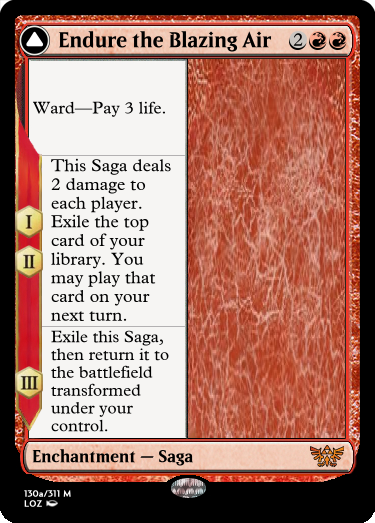 Endure the Blazing Air 2
Ward—Pay 3 life.
This Saga deals
2 damage to
each player.
I
Exile the top
card of your
II
library. You
may play that
card on your
next turn.
Exile this Saga,
then return it to
the battlefield
III
transformed
under your
control.
Enchantment — Saga
130a/311 M
LOZ